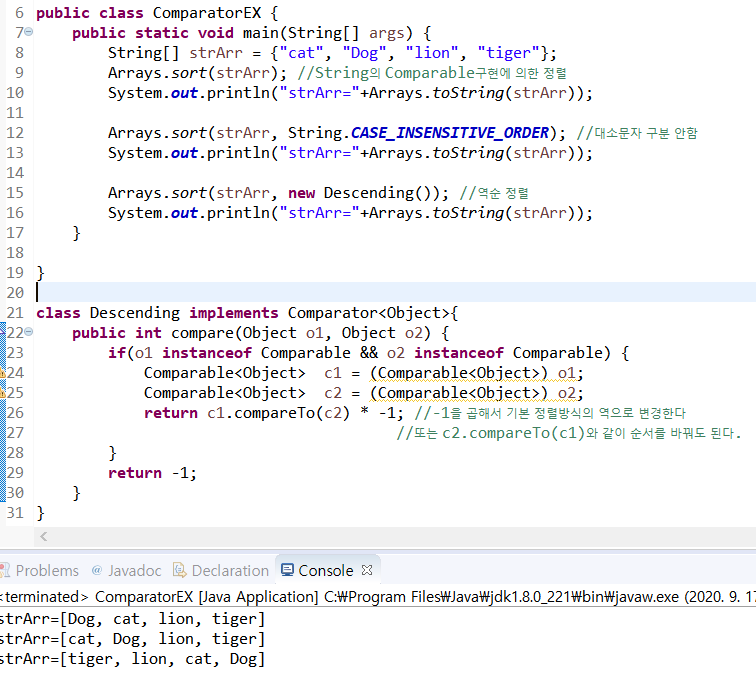 6 public class ComparatorEX {
7 public static void main(String[] args) {
8 String[] strArr = {"cat", "Dog", "lion", "tiger"};
9 Arrays.sort(strArr); //String의 Comparable구현에 의한 정렬
10 System.out.println("strArr="+Arrays.toString(strArr));
11
12 Arrays.sort(strArr, String.CASE_INSENSITIVE_ORDER); //대소문자 구분 안함
13 System.out.println("strArr="+Arrays.toString(strArr));
14
15 Arrays.sort(strArr, new Descending()); //역순 정렬
16 System.out.println("strArr="+Arrays.toString(strArr));
17 }
18
19 }
20
21 class Descending implements Comparator<Object>{
22 public int compare(Object o1, Object o2) {
23 if(o1 instanceof Comparable && o2 instanceof Comparable) {
24 Comparable<Object> c1 = (Comparable<Object>) o1;
25 Comparable<Object> c2 = (Comparable<Object>) o2;
26 return c1.compareTo(c2) * -1; //-1을 곱해서 기본 정렬방식의 역으로 변경한다
27 //또는 c2.compareTo(c1)와 같이 순서를 바꿔도 된다.
28 }
29 return -1;
30 }
31 }
Problems @ Javadoc Declaration Console
<terminated> ComparatorEX [Java Application] C:₩Program Files₩Java₩jdk1.8.0_221₩bin₩javaw.exe (2020. 9. 17
strArr=[Dog, cat, lion, tiger]
strArr=[cat, Dog, lion, tiger]
strArr=[tiger, lion, cat, Dog]